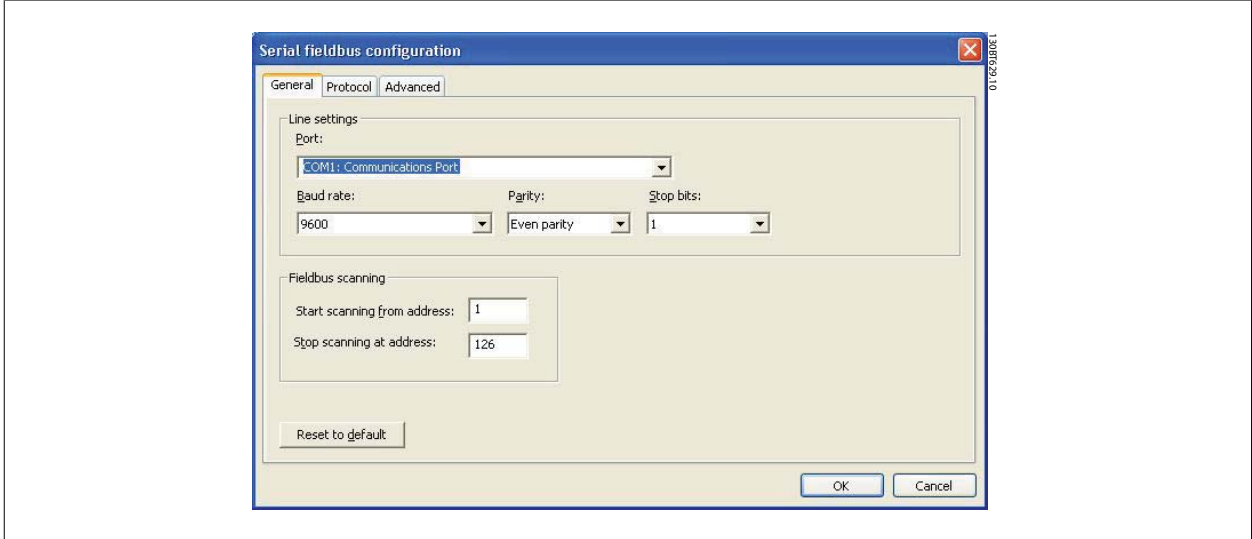 Serial fieldbus configuration
130BT629.10
General Protocol Advanced
Line settings
Port:
COM1: Communications Port
Baud rate: Parity: Stop bits:
9600 Even parity 1
Fieldbus scanning
Start scanning from address: 1
Stop scanning at address: 126
Reset to default
OK Cancel